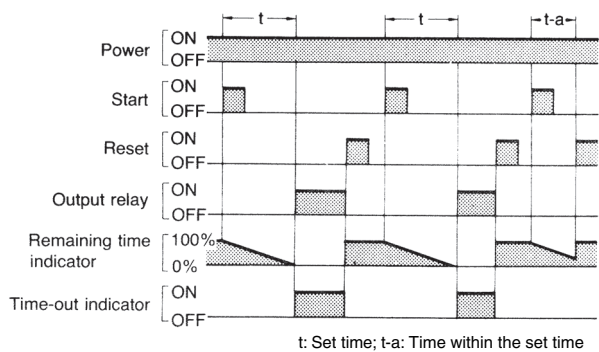 t t t-a
Power ON
OFF
Start ON
OFF
Reset ON
OFF
Output relay ON
OFF
Remaining time indicator 100%
0%
Time-out indicator ON
OFF
t: Set time; t-a: Time within the set time